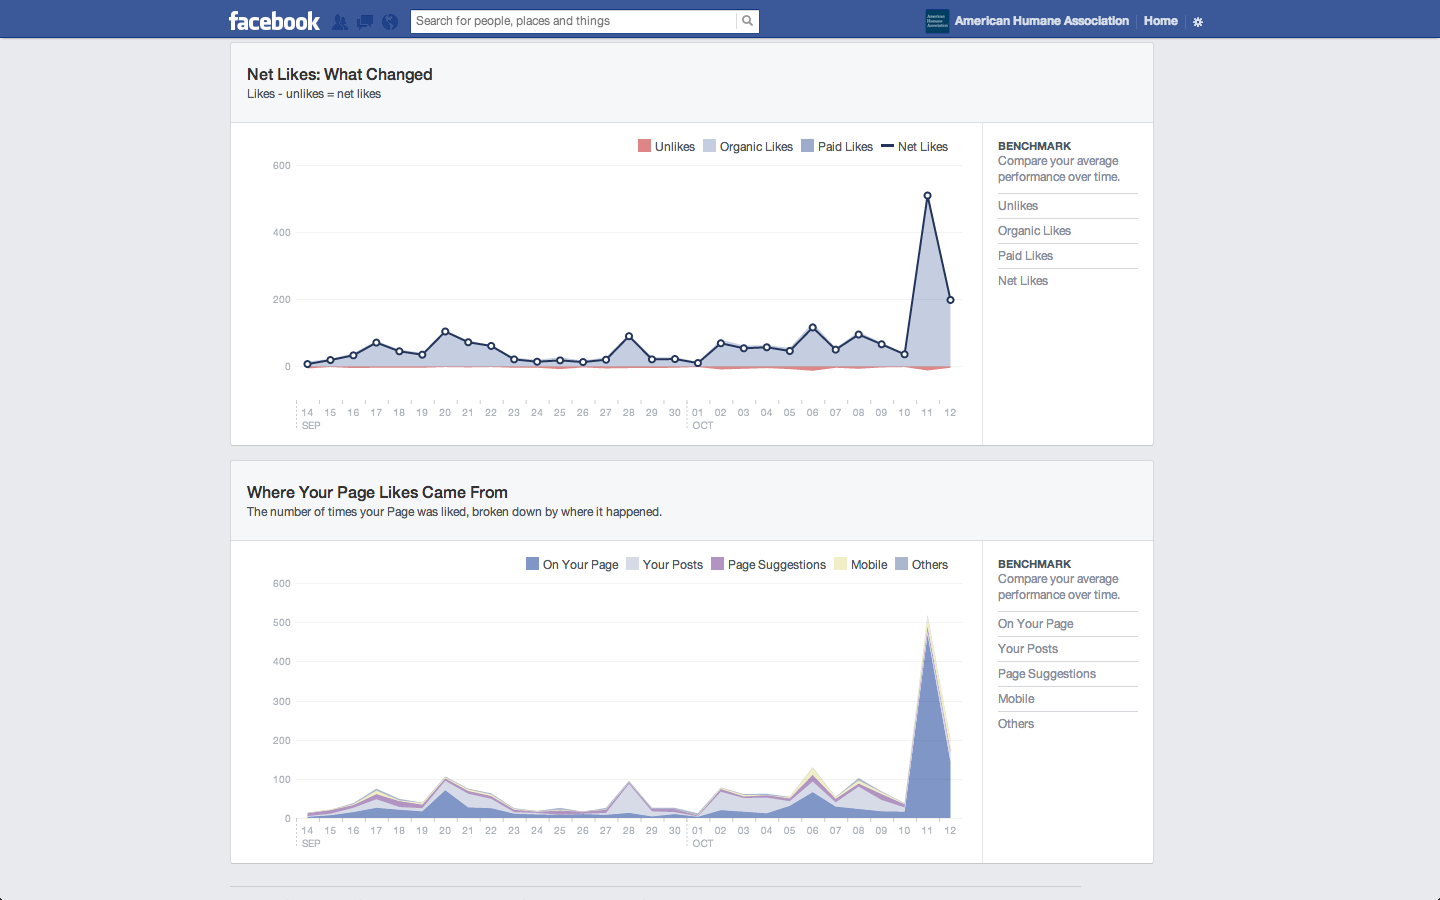 facebook
Search for people, places and things
American Humane Association
American Humane Association Home
Net Likes: What Changed
Likes - unlikes = net likes
Unlikes Organic Likes Paid Likes Net Likes
600
400
200
0
14 15 16 17 18 19 20 21 22 23 24 25 26 27 28 29 30 01 02 03 04 05 06 07 08 09 10 11 12
SEP OCT
BENCHMARK
Compare your average
performance over time.
Unlikes
Organic Likes
Paid Likes
Net Likes
Where Your Page Likes Came From
The number of times your Page was liked, broken down by where it happened.
On Your Page Your Posts Page Suggestions Mobile Others
600
500
400
300
200
100
0
14 15 16 17 18 19 20 21 22 23 24 25 26 27 28 29 30 01 02 03 04 05 06 07 08 09 10 11 12
SEP OCT
BENCHMARK
Compare your average
performance over time.
On Your Page
Your Posts
Page Suggestions
Mobile
Others